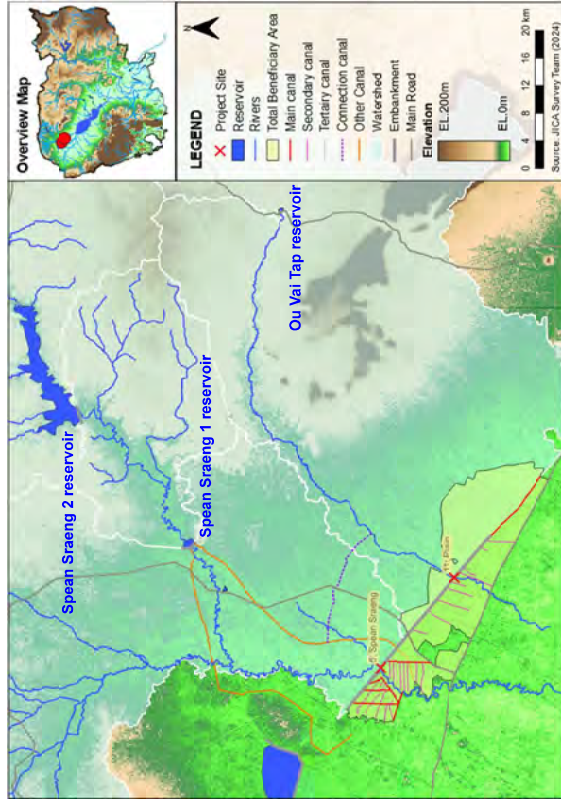 Overview Map
LEGEND
Project Site
Reservoir
Rivers
Total Beneficiary Area
Main canal
Secondary canal
Tertiary canal
Connection canal
Other Canal
Watershed
Embankment
Main Road
Elevation
EL.200m
EL.0m
0 4 8 12 16 20 km
Source: JICA Survey Team (2024)
Spean Sraeng 2 reservoir
Spean Sraeng 1 reservoir
Ou Vai Tap reservoir
Spean Sraeng